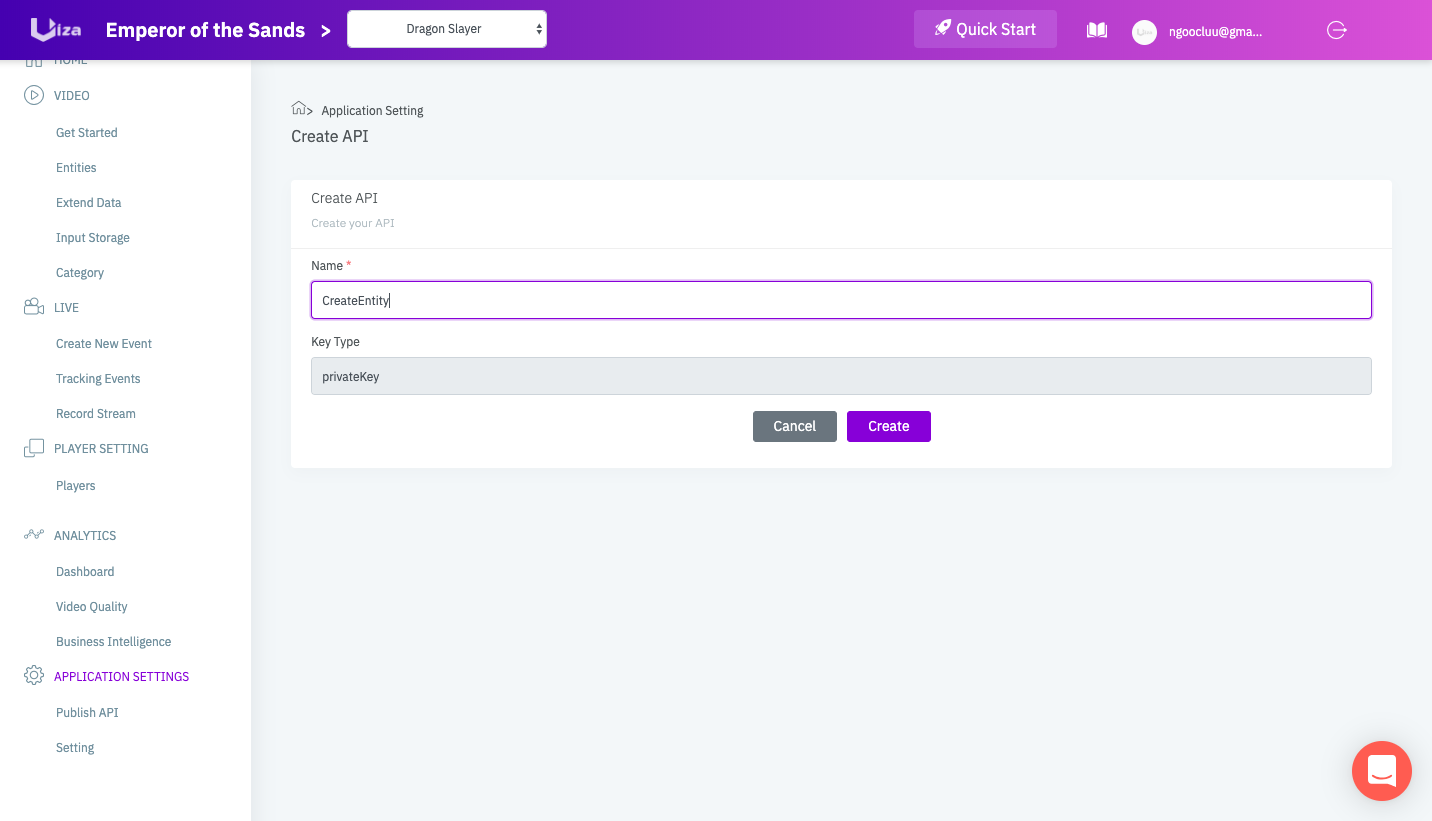 Uiza
Emperor of the Sands >
Dragon Slayer
Quick Start
ngoocluu@gma...
HOME
VIDEO
Get Started
Entities
Extend Data
Input Storage
Category
LIVE
Create New Event
Tracking Events
Record Stream
PLAYER SETTING
Players
ANALYTICS
Dashboard
Video Quality
Business Intelligence
APPLICATION SETTINGS
Publish API
Setting
> Application Setting
Create API
Create API
Create your API
Name *
CreateEntity
Key Type
privateKey
Cancel
Create